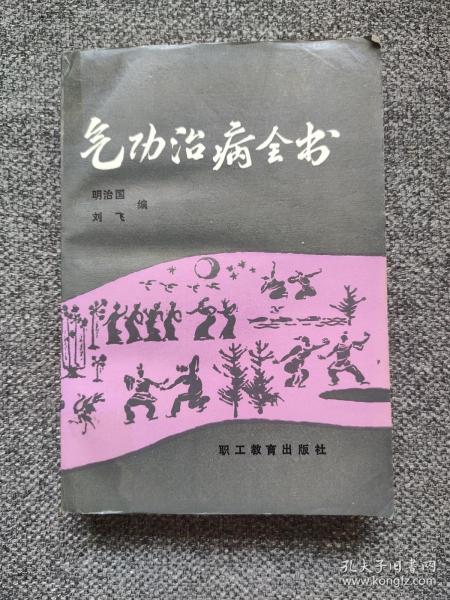 气功治病全书
明治国
刘飞
编
职工教育出版社
孔夫子旧书网
www.kongfz.com